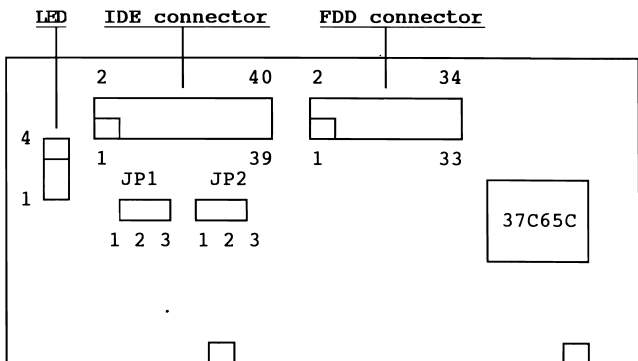 LED IDE connector FDD connector
2 40 2 34
4
1 39 1 33
JP1 JP2
1
37C65C
1 2 3 1 2 3